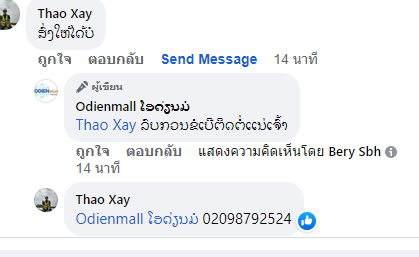 Thao Xay
ສົ່ງໃຫ້ໄດ້ບໍ່
ถูกใจ ตอบกลับ Send Message 14 นาที
ผู้เขียน
Odienmall ໂອດ່ຽນມໍ
Thao Xay ລົບກວນຂໍເບີຕິດຕໍ່ແນ່ເຈົ້າ
ถูกใจ ตอบกลับ แสดงความคิดเห็นโดย Bery Sbh
14 นาที
Thao Xay
Odienmall ໂອດ່ຽນມໍ 02098792524